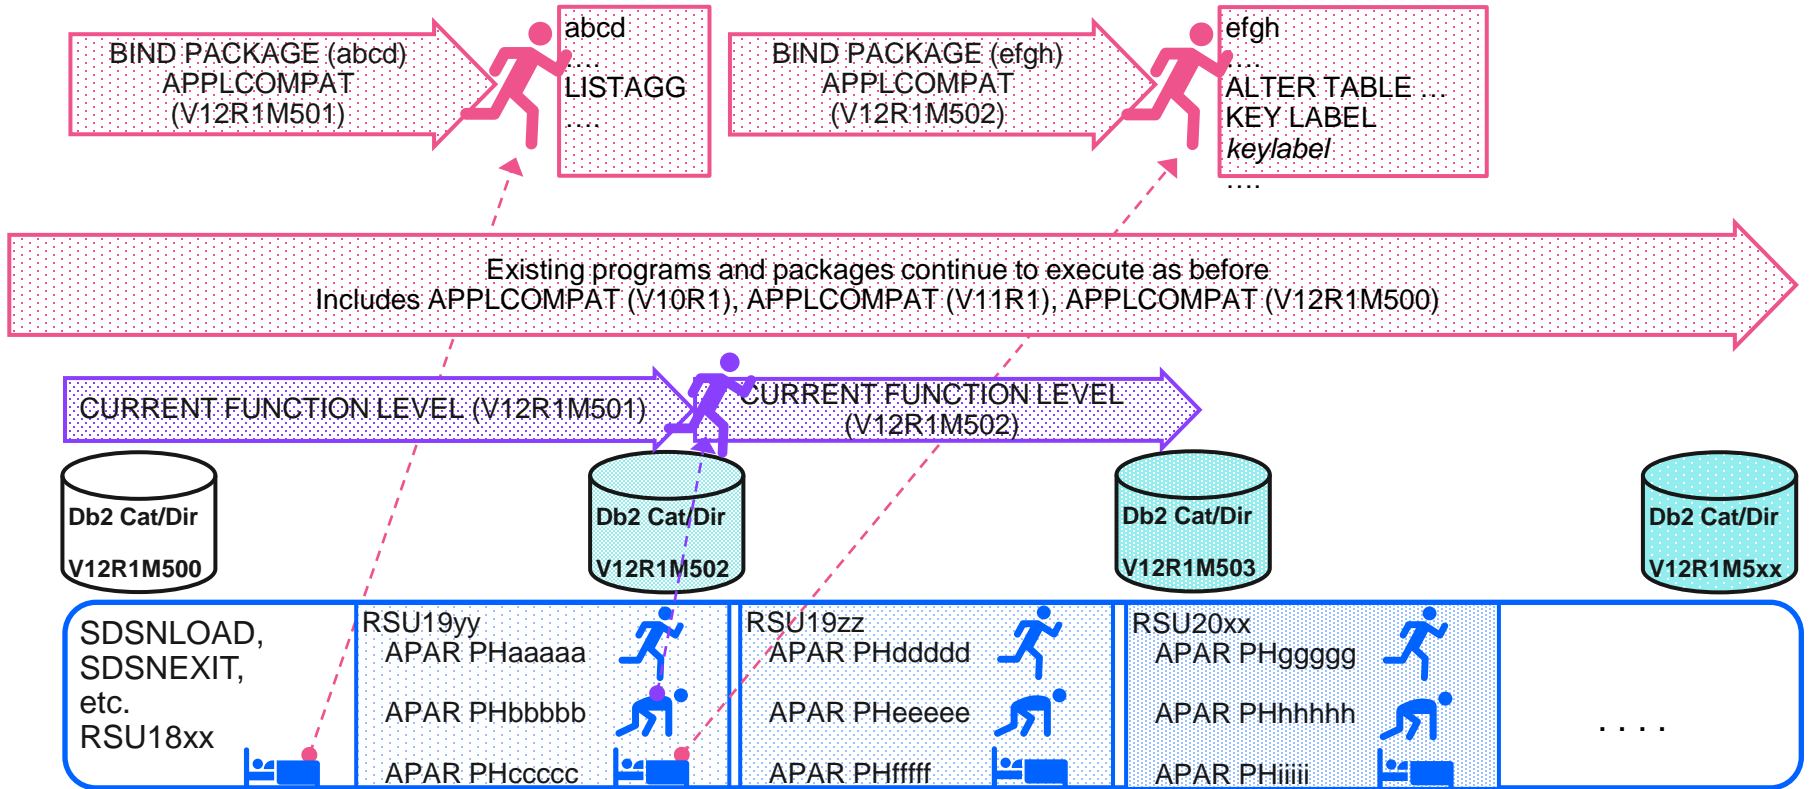 BIND PACKAGE (abcd)
APPLCOMPAT
(V12R1M501)
abcd
....
LISTAGG
....
BIND PACKAGE (efgh)
APPLCOMPAT
(V12R1M502)
efgh
....
ALTER TABLE ...
KEY LABEL
keylabel
....
Existing programs and packages continue to execute as before
Includes APPLCOMPAT (V10R1), APPLCOMPAT (V11R1), APPLCOMPAT (V12R1M500)
CURRENT FUNCTION LEVEL (V12R1M501)
CURRENT FUNCTION LEVEL
(V12R1M502)
Db2 Cat/Dir
V12R1M500
Db2 Cat/Dir
V12R1M502
Db2 Cat/Dir
V12R1M503
Db2 Cat/Dir
V12R1M5xx
SDSNLOAD,
SDSNEXIT,
etc.
RSU18xx
RSU19yy
APAR PHaaaaa
APAR PHbbbbb
APAR PHccccc
RSU19zz
APAR PHddddd
APAR PHeeeee
APAR PHfffff
RSU20xx
APAR PHggggg
APAR PHhhhhh
APAR PHiiiii
. . . .